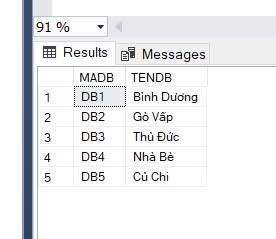 91 %
Results Messages
MADB TENDB
1 DB1 Bình Dương
2 DB2 Gò Vấp
3 DB3 Thủ Đức
4 DB4 Nhà Bè
5 DB5 Củ Chi